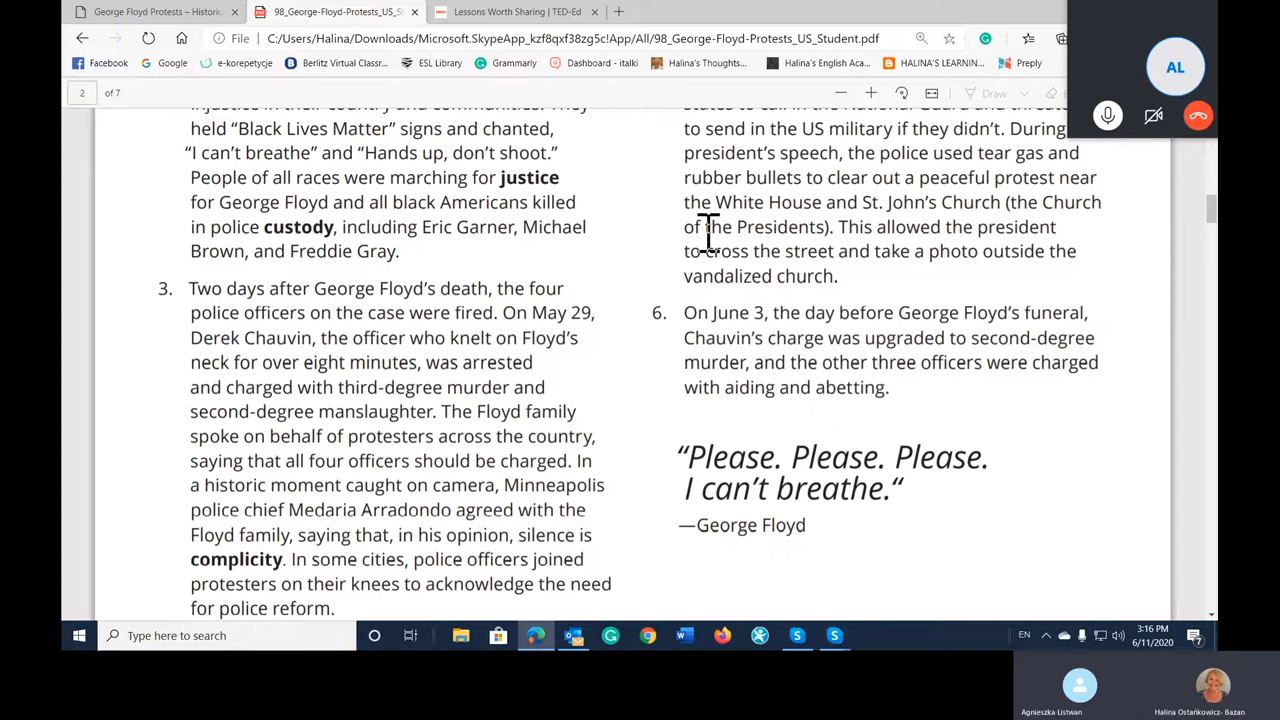 George Floyd Protests – Historic
98_George-Floyd-Protests_US_S
Lessons Worth Sharing | TED-Ed
File
C:/Users/Halina/Downloads/Microsoft.SkypeApp_kzf8qxf38zg5c!App/All/98_George-Floyd-Protests_US_Student.pdf
Facebook
Google
e-korepetycje
Berlitz Virtual Classr...
ESL Library
Grammarly
Dashboard - italki
Halina's Thoughts...
Halina's English Aca...
HALINA'S LEARNIN...
Preply
2 of 7
Draw
AL
held “Black Lives Matter” signs and chanted,
“I can’t breathe” and “Hands up, don’t shoot.”
People of all races were marching for justice
for George Floyd and all black Americans killed
in police custody, including Eric Garner, Michael
Brown, and Freddie Gray.
3. Two days after George Floyd’s death, the four
police officers on the case were fired. On May 29,
Derek Chauvin, the officer who knelt on Floyd’s
neck for over eight minutes, was arrested
and charged with third-degree murder and
second-degree manslaughter. The Floyd family
spoke on behalf of protesters across the country,
saying that all four officers should be charged. In
a historic moment caught on camera, Minneapolis
police chief Medaria Arradondo agreed with the
Floyd family, saying that, in his opinion, silence is
complicity. In some cities, police officers joined
protesters on their knees to acknowledge the need
for police reform.
to send in the US military if they didn’t. During
president’s speech, the police used tear gas and
rubber bullets to clear out a peaceful protest near
the White House and St. John’s Church (the Church
of the Presidents). This allowed the president
to cross the street and take a photo outside the
vandalized church.
6. On June 3, the day before George Floyd’s funeral,
Chauvin’s charge was upgraded to second-degree
murder, and the other three officers were charged
with aiding and abetting.
“Please. Please. Please.
I can’t breathe.“
—George Floyd
Type here to search
EN
3:16 PM
6/11/2020
7
Agnieszka Listwan
Halina Ostańkowicz- Bazan